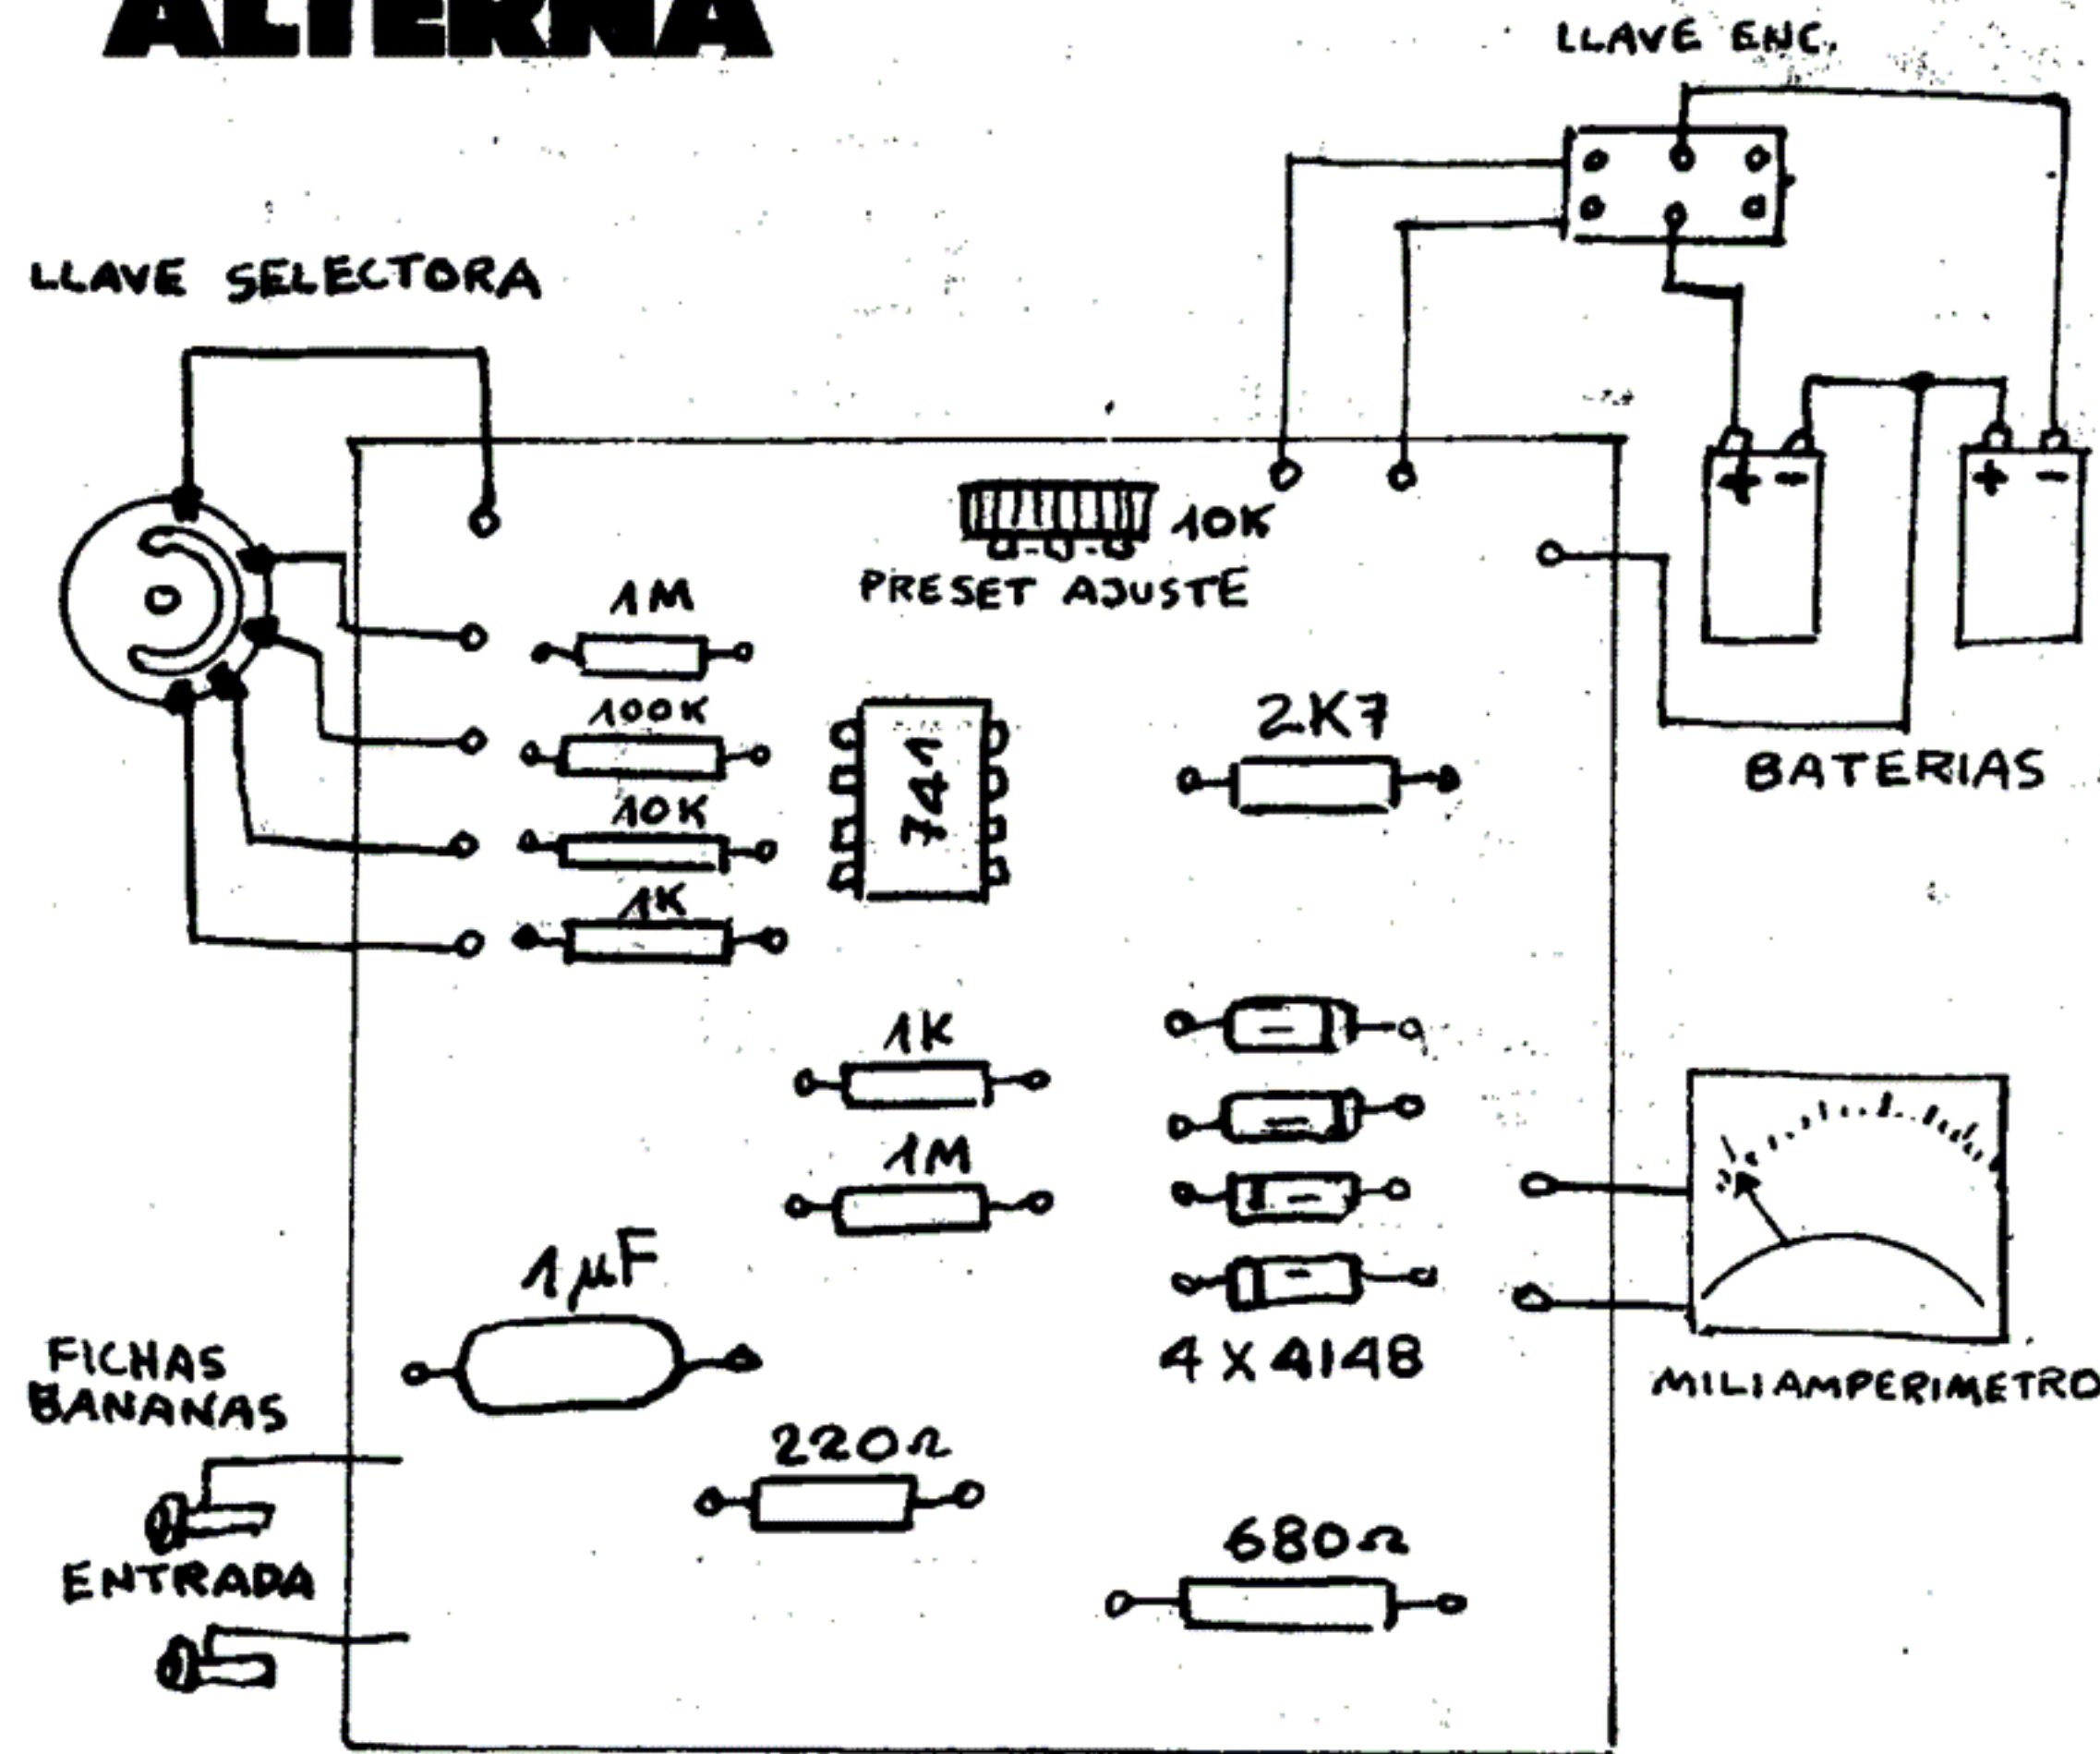 ALTERNA
LLAVE ENC.
LLAVE SELECTORA
10K
PRESET AJUSTE
+ -
+ -
1M
100K
741
2K7
BATERIAS
10K
1K
1K
1M
1µF
4 X 4148
FICHAS
BANANAS
MILIAMPERIMETRO
220Ω
680Ω
ENTRADA